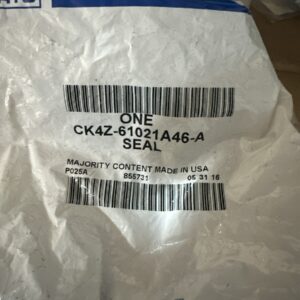 ONE
CK4Z-61021A46-A
SEAL
MAJORITY CONTENT MADE IN USA
P025A 855731 05 31 16